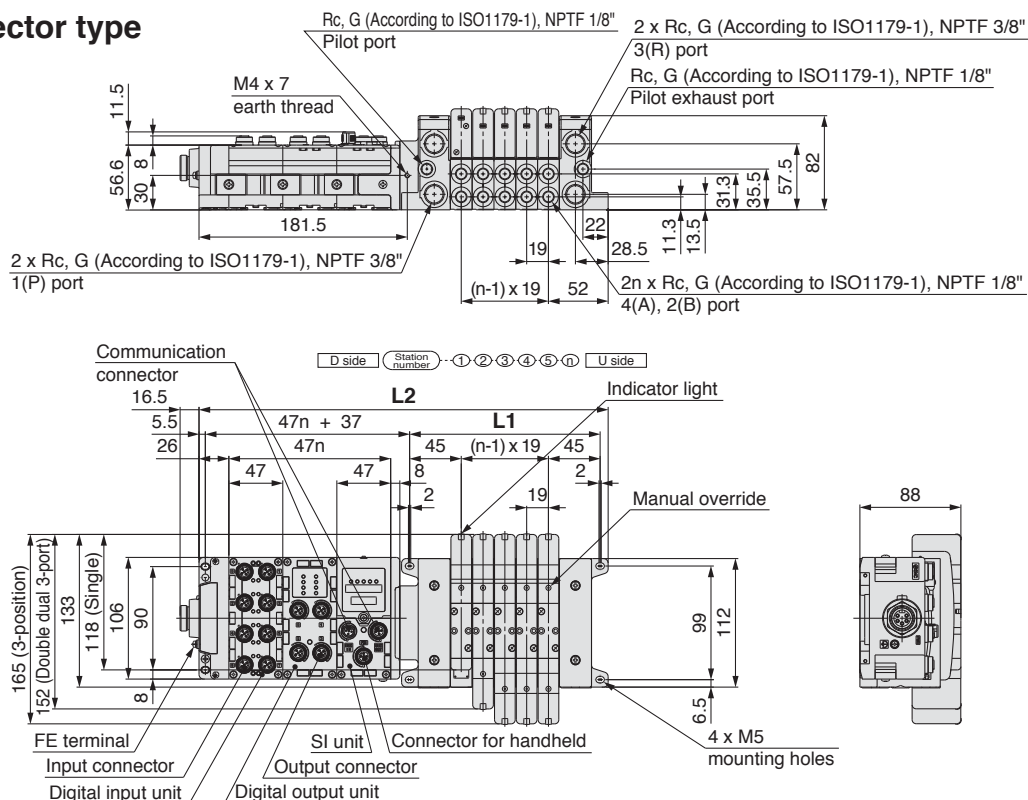 ector type
Rc, G (According to ISO1179-1), NPTF 1/8"
Pilot port
2 x Rc, G (According to ISO1179-1), NPTF 3/8"
3(R) port
M4 x 7
earth thread
Rc, G (According to ISO1179-1), NPTF 1/8"
Pilot exhaust port
11.5
8
56.6
30
181.5
82
57.5
35.5
31.3
13.5
11.3
22
28.5
19
(n-1) x 19
52
2 x Rc, G (According to ISO1179-1), NPTF 3/8"
1(P) port
2n x Rc, G (According to ISO1179-1), NPTF 1/8"
4(A), 2(B) port
Communication
connector
D side
Station
number
1 2 3 4 5 n
U side
Indicator light
16.5
L2
5.5
47n + 37
L1
26
47n
45
(n-1) x 19
45
47
47
8
2
19
2
Manual override
88
165 (3-position)
152 (Double dual 3-port)
133
118 (Single)
106
90
8
99
112
6.5
FE terminal
Input connector
Digital input unit
SI unit
Output connector
Digital output unit
Connector for handheld
4 x M5
mounting holes